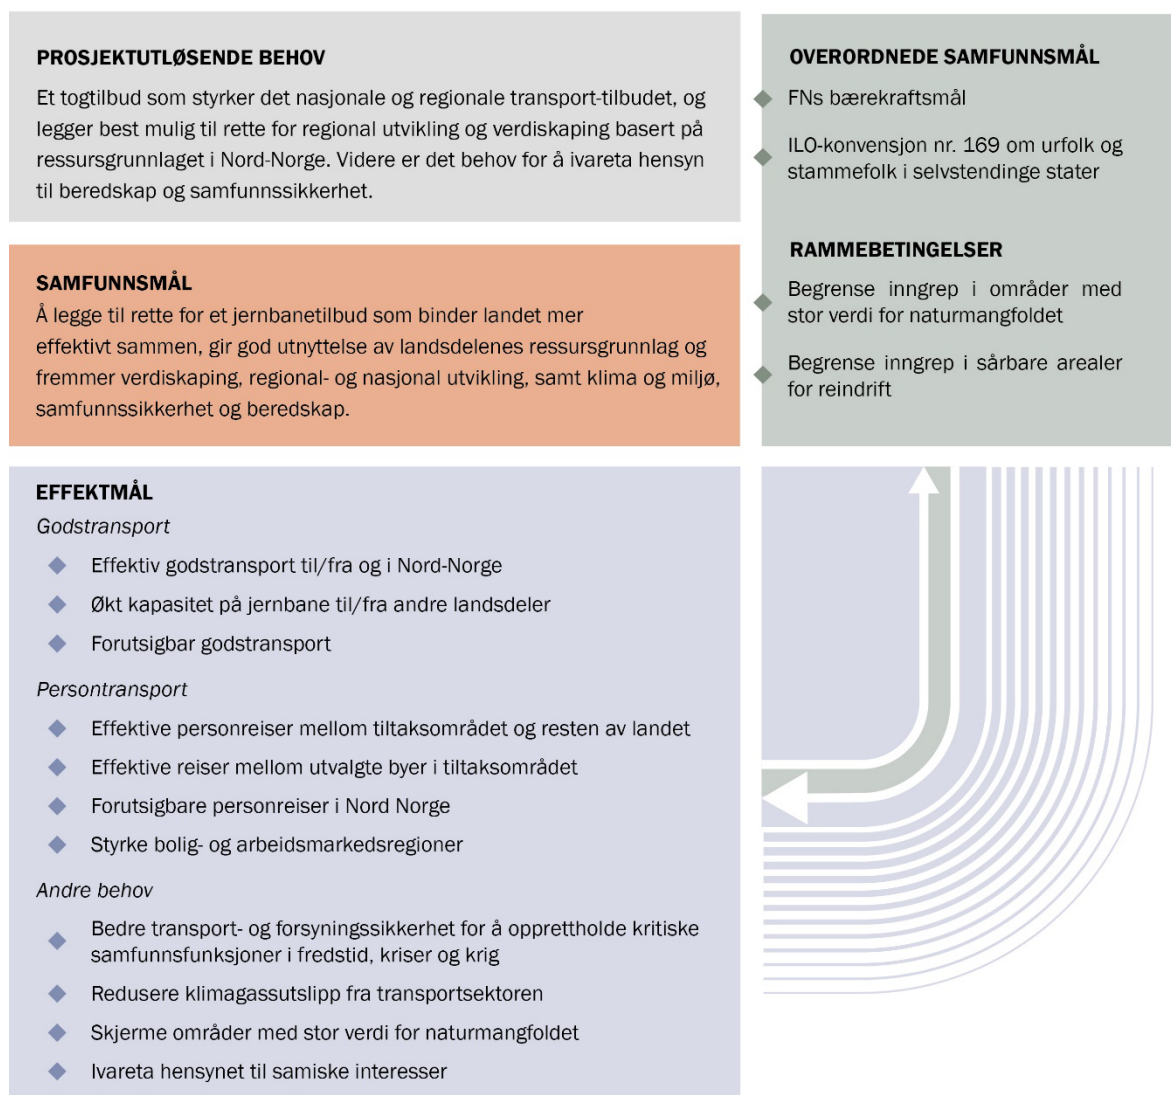 PROSJEKTUTLØSENDE BEHOV
Et togtilbud som styrker det nasjonale og regionale transport-tilbudet, og
legger best mulig til rette for regional utvikling og verdiskaping basert på
ressursgrunnlaget i Nord-Norge. Videre er det behov for å ivareta hensyn
til beredskap og samfunnssikkerhet.
SAMFUNNSMÅL
Å legge til rette for et jernbanetilbud som binder landet mer
effektivt sammen, gir god utnyttelse av landsdelenes ressursgrunnlag og
fremmer verdiskaping, regional- og nasjonal utvikling, samt klima og miljø,
samfunnssikkerhet og beredskap.
OVERORDNEDE SAMFUNNSMÅL
FNs bærekraftsmål
ILO-konvensjon nr. 169 om urfolk og
stammefolk i selvstendinge stater
RAMMEBETINGELSER
Begrense inngrep i områder med
stor verdi for naturmangfoldet
Begrense inngrep i sårbare arealer
for reindrift
EFFEKTMÅL
Godstransport
Effektiv godstransport til/fra og i Nord-Norge
Økt kapasitet på jernbane til/fra andre landsdeler
Forutsigbar godstransport
Persontransport
Effektive personreiser mellom tiltaksområdet og resten av landet
Effektive reiser mellom utvalgte byer i tiltaksområdet
Forutsigbare personreiser i Nord Norge
Styrke bolig- og arbeidsmarkedsregioner
Andre behov
Bedre transport- og forsyningssikkerhet for å opprettholde kritiske
samfunnsfunksjoner i fredstid, kriser og krig
Redusere klimagassutslipp fra transportsektoren
Skjerme områder med stor verdi for naturmangfoldet
Ivareta hensynet til samiske interesser